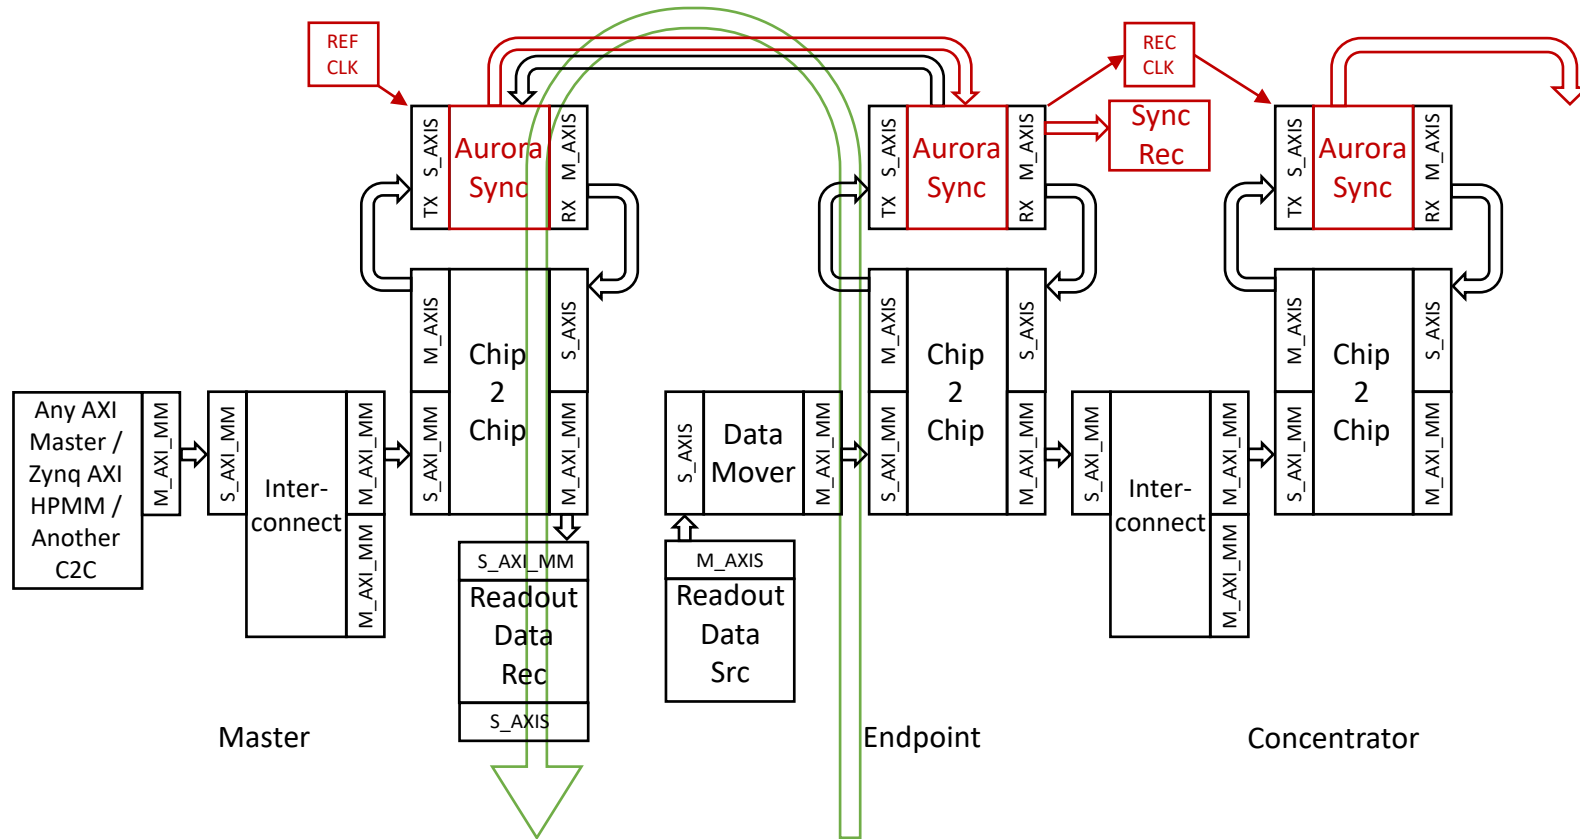 REF
CLK
REC
CLK
S_AXIS
TX
Aurora
Sync
M_AXIS
RX
S_AXIS
TX
Aurora
Sync
M_AXIS
RX
Sync
Rec
S_AXIS
TX
Aurora
Sync
M_AXIS
RX
Any AXI
Master /
Zynq AXI
HPMM /
Another
C2C
M_AXI_MM
S_AXI_MM
Inter-
connect
M_AXI_MM
M_AXI_MM
M_AXIS
S_AXI_MM
Chip
2
Chip
S_AXIS
M_AXI_MM
S_AXI_MM
Readout
Data
Rec
S_AXIS
S_AXIS
Data
Mover
M_AXI_MM
M_AXIS
Readout
Data
Src
M_AXIS
S_AXI_MM
Chip
2
Chip
S_AXIS
M_AXI_MM
S_AXI_MM
Inter-
connect
M_AXI_MM
M_AXI_MM
M_AXIS
S_AXI_MM
Chip
2
Chip
S_AXIS
M_AXI_MM
Master
Endpoint
Concentrator